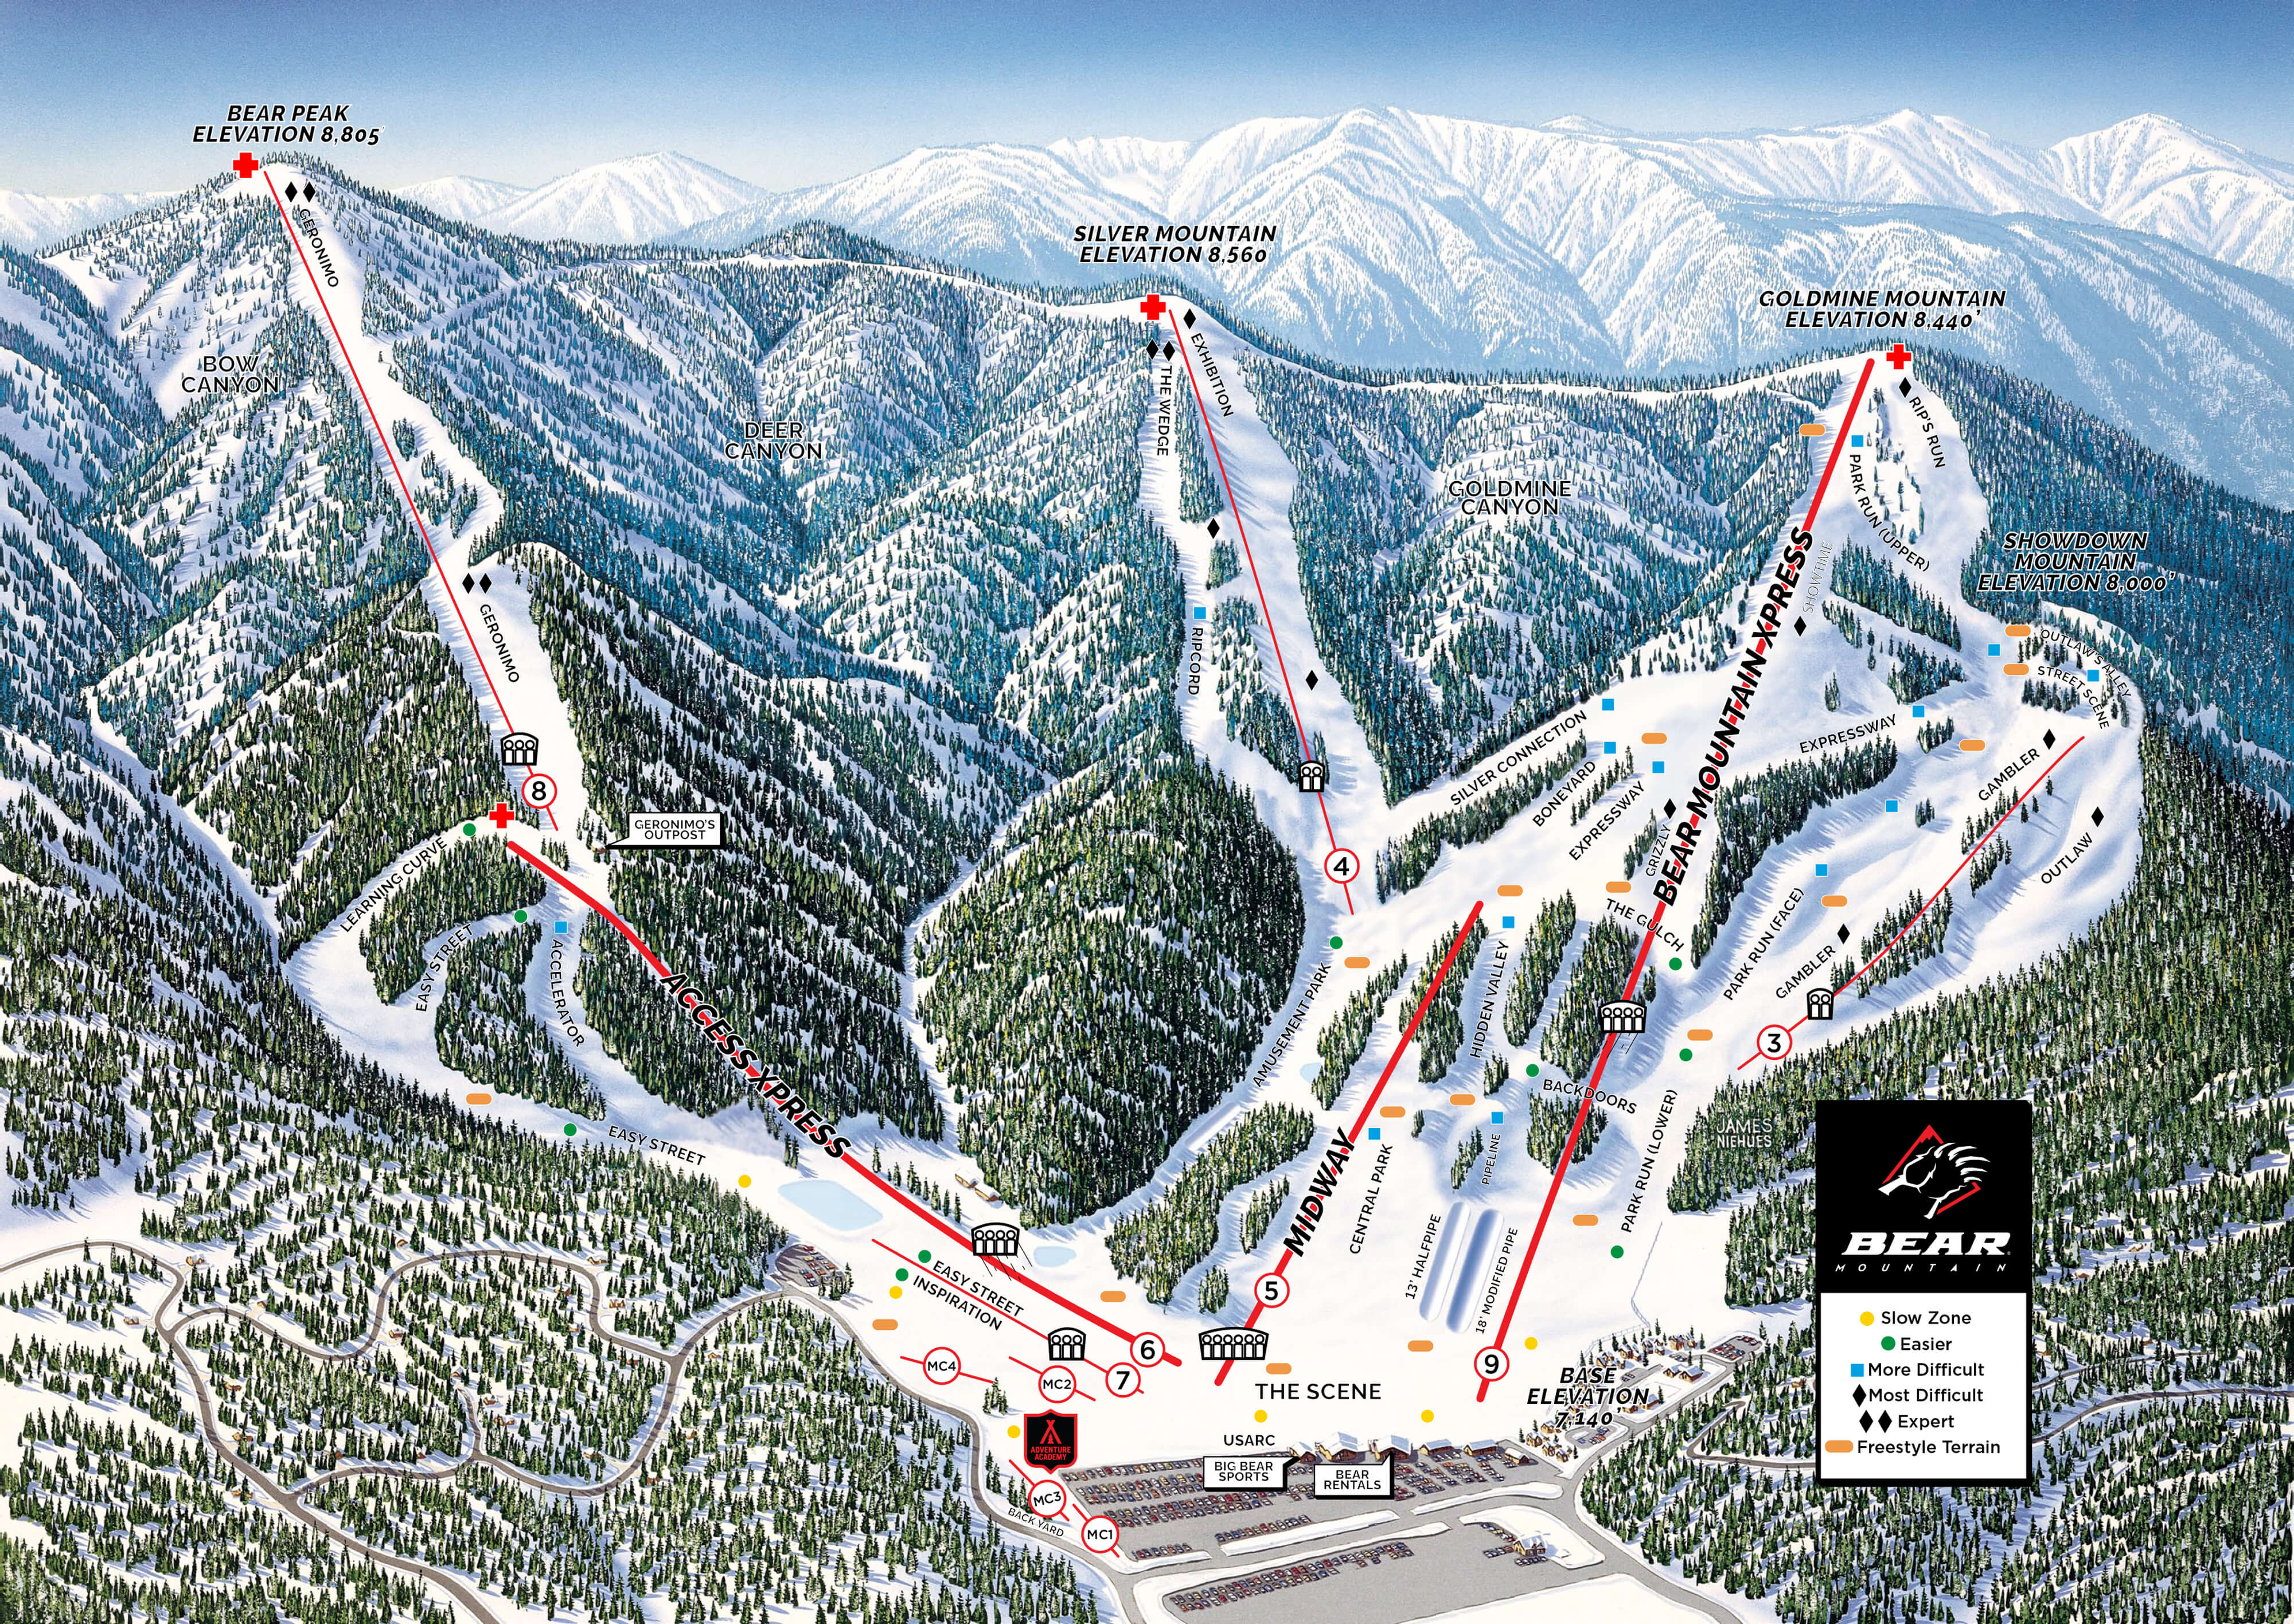 BEAR PEAK
ELEVATION 8,805'
GERONIMO
BOW
CANYON
DEER
CANYON
SILVER MOUNTAIN
ELEVATION 8,560
EXHIBITION
THE WEDGE
RIPCORD
GOLDMINE
CANYON
GOLDMINE MOUNTAIN
ELEVATION 8,440'
RIP'S RUN
PARK RUN (UPPER)
SHOWTIME
BEAR MOUNTAIN XPRESS
SHOWDOWN
MOUNTAIN
ELEVATION 8,000'
OUTLAW'S ALLEY
STREET SCENE
GERONIMO
8
GERONIMO'S
OUTPOST
LEARNING CURVE
EASY STREET
ACCELERATOR
ACCESS XPRESS
EASY STREET
4
SILVER CONNECTION
BONEYARD
EXPRESSWAY
GRIZZLY
EXPRESSWAY
GAMBLER
OUTLAW
THE GULCH
PARK RUN (FACE)
GAMBLER
3
AMUSEMENT PARK
HIDDEN VALLEY
BACKDOORS
PIPELINE
CENTRAL PARK
MIDWAY
PARK RUN (LOWER)
JAMES
NIEHUES
13' HALFPIPE
18' MODIFIED PIPE
EASY STREET
INSPIRATION
5
6
7
9
MC4
MC2
THE SCENE
BASE
ELEVATION
7,140'
ADVENTURE
ACADEMY
USARC
BIG BEAR
SPORTS
BEAR
RENTALS
MC3
BACK YARD
MC1
BEAR
MOUNTAIN
Slow Zone
Easier
More Difficult
Most Difficult
Expert
Freestyle Terrain